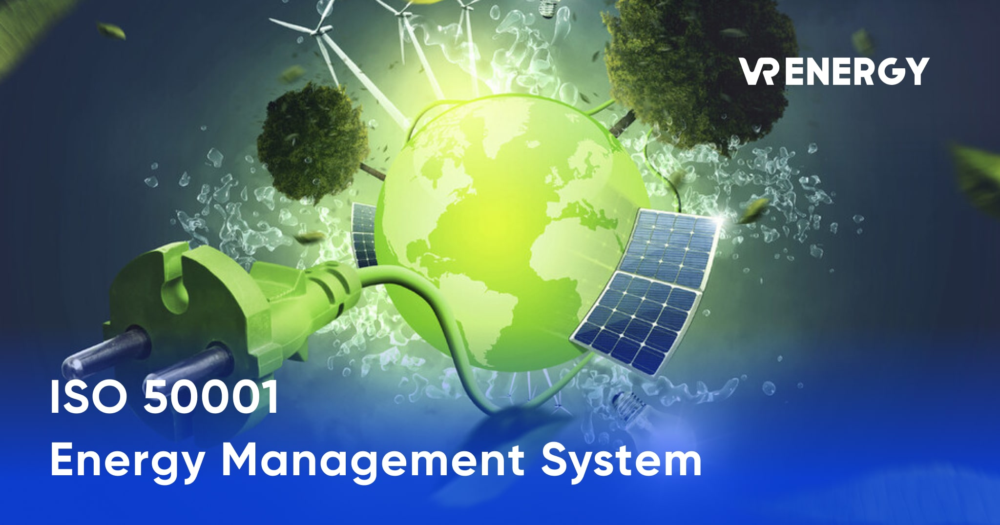 VR ENERGY
ISO 50001
Energy Management System